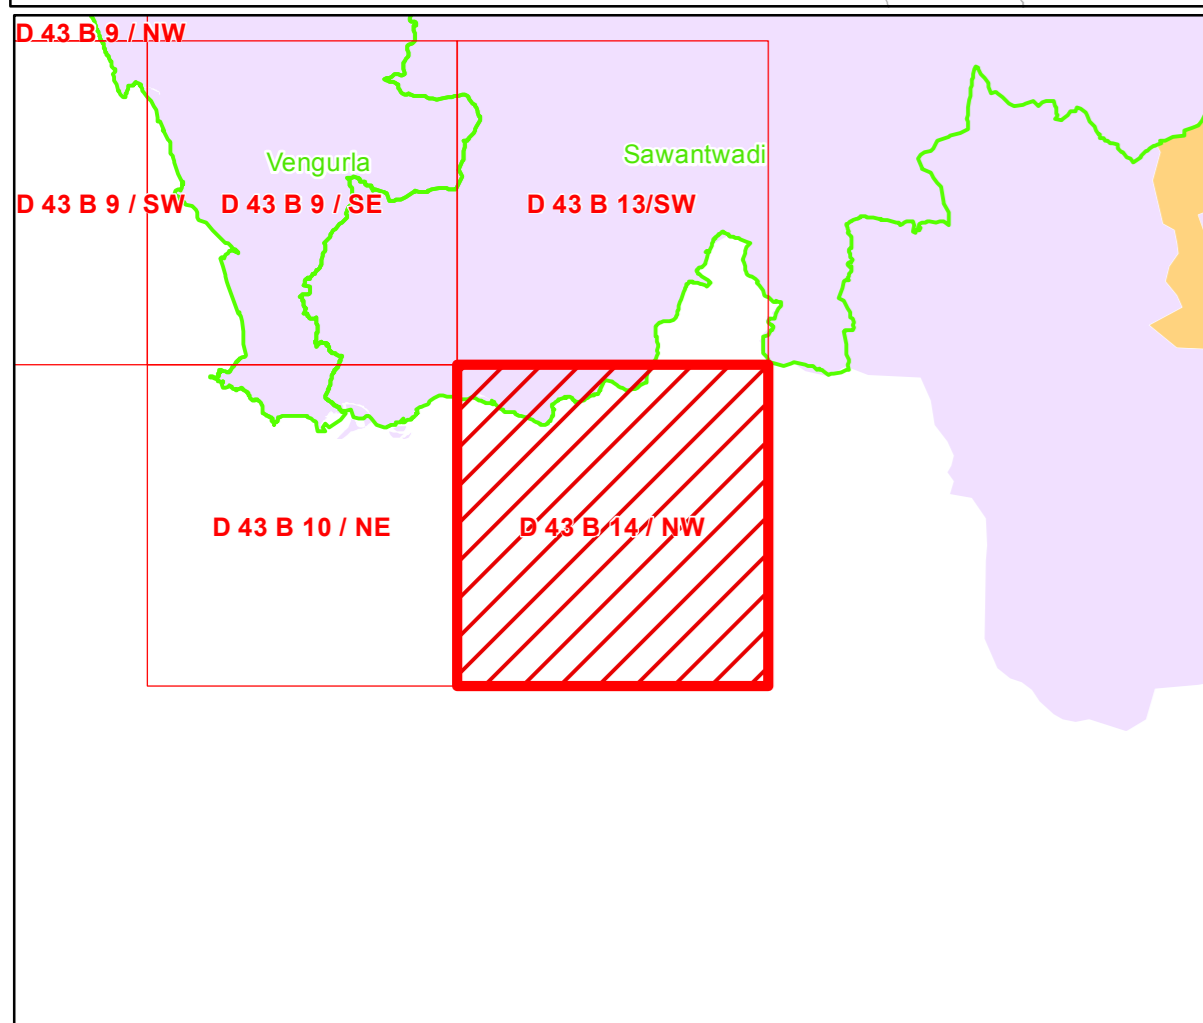 D 43 B 9 / NW
Vengurla
Sawantwadi
D 43 B 9 / SW
D 43 B 9 / SE
D 43 B 13/SW
D 43 B 10 / NE
D 43 B 14 / NW